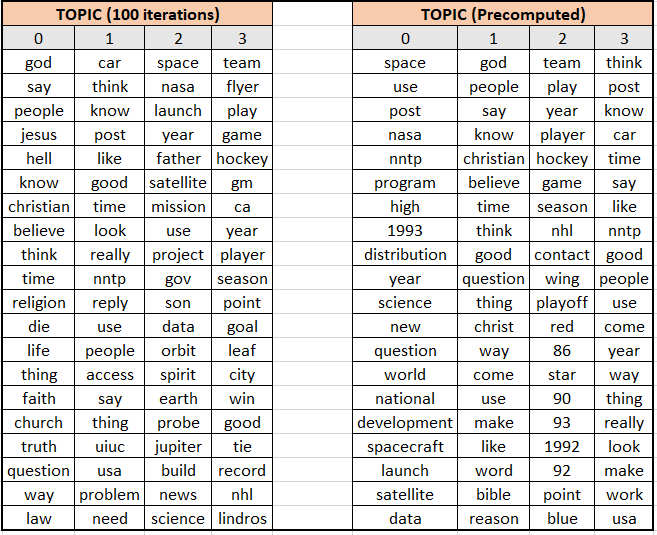 TOPIC (100 iterations) TOPIC (Precomputed)
0 1 2 3 0 1 2 3
god car space team space god team think
say think nasa flyer use people play post
people know launch play post say year know
jesus post year game nasa know player car
hell like father hockey nntp christian hockey time
know good satellite gm program believe game say
christian time mission ca high time season like
believe look use year 1993 think nhl nntp
think really project player distribution good contact good
time nntp gov season year question wing people
religion reply son point science thing playoff use
die use data goal new christ red come
life people orbit leaf question way 86 year
thing access spirit city world come star way
faith say earth win national use 90 thing
church thing probe good development make 93 really
truth uiuc jupiter tie spacecraft like 1992 look
question usa build record launch word 92 make
way problem news nhl satellite bible point work
law need science lindros data reason blue usa